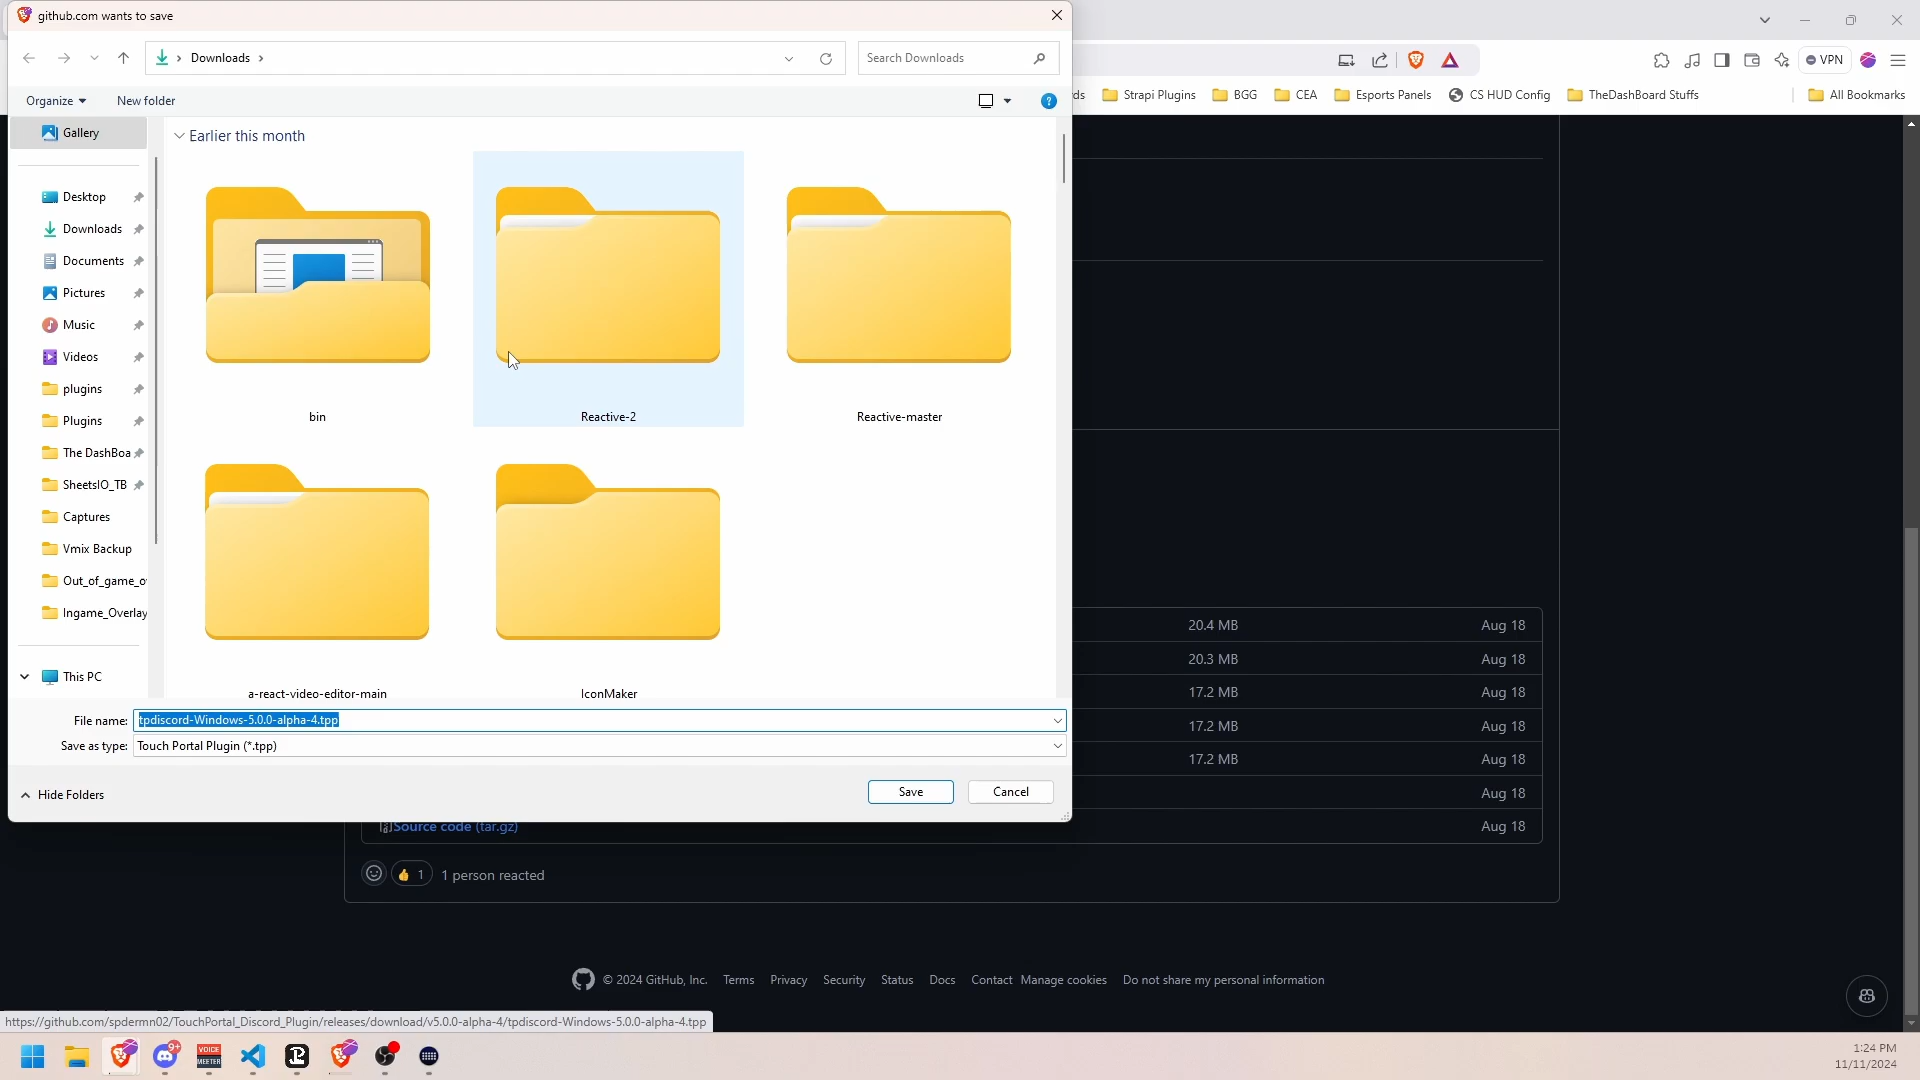 github.com wants to save
Downloads
Search Downloads
VPN
Organize
New folder
?
ds
Strapi Plugins
BGG
CEA
Esports Panels
CS HUD Config
TheDashBoard Stuffs
All Bookmarks
Gallery
Earlier this month
Desktop
Downloads
Documents
Pictures
Music
Videos
plugins
Plugins
The DashBoa
SheetsIO_TB
Captures
Vmix Backup
Out_of_game_o
Ingame_Overlay
This PC
bin
Reactive-2
Reactive-master
a-react-video-editor-main
IconMaker
20.4 MB
Aug 18
20.3 MB
Aug 18
17.2 MB
Aug 18
17.2 MB
Aug 18
17.2 MB
Aug 18
Aug 18
Aug 18
File name:
tpdiscord-Windows-5.0.0-alpha-4.tpp
Save as type:
Touch Portal Plugin (*.tpp)
Hide Folders
Save
Cancel
Source code (tar.gz)
1
1 person reacted
© 2024 GitHub, Inc.
Terms
Privacy
Security
Status
Docs
Contact
Manage cookies
Do not share my personal information
https://github.com/spdermn02/TouchPortal_Discord_Plugin/releases/download/v5.0.0-alpha-4/tpdiscord-Windows-5.0.0-alpha-4.tpp
9+
VOICE
MEETER
1:24 PM
11/11/2024